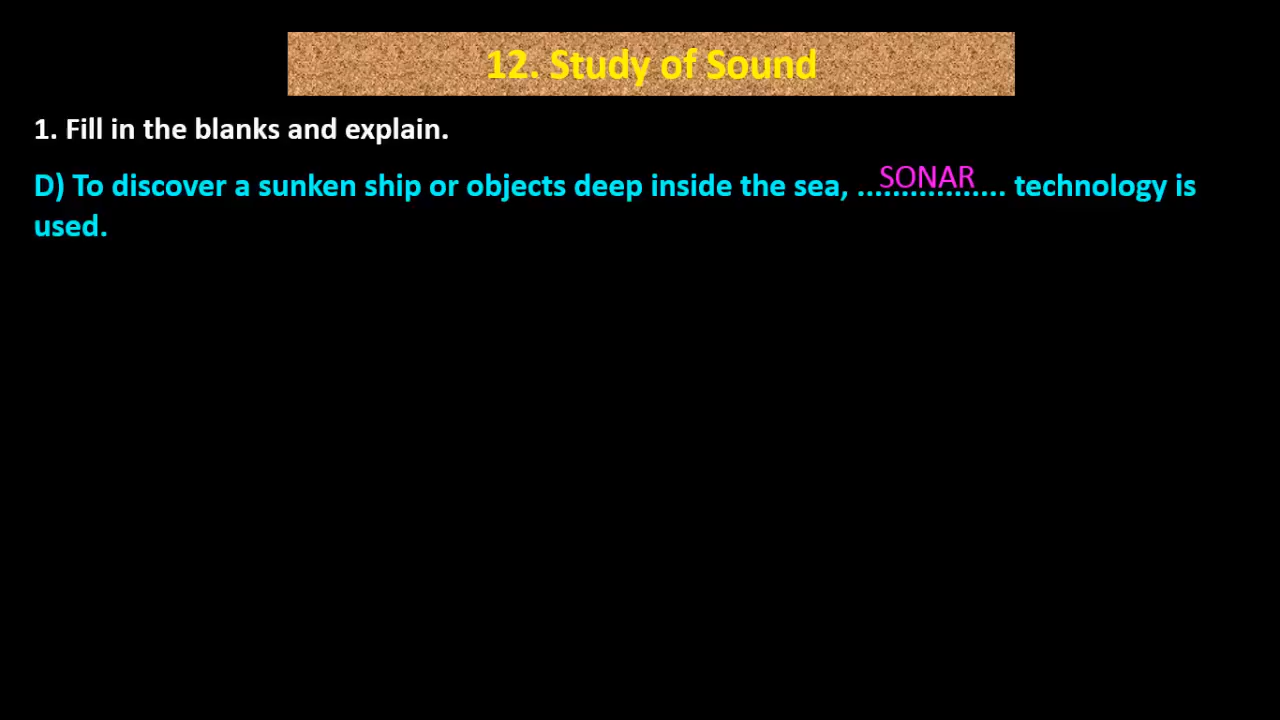 12. Study of Sound
1. Fill in the blanks and explain.
D) To discover a sunken ship or objects deep inside the sea, ........SONAR......... technology is
used.